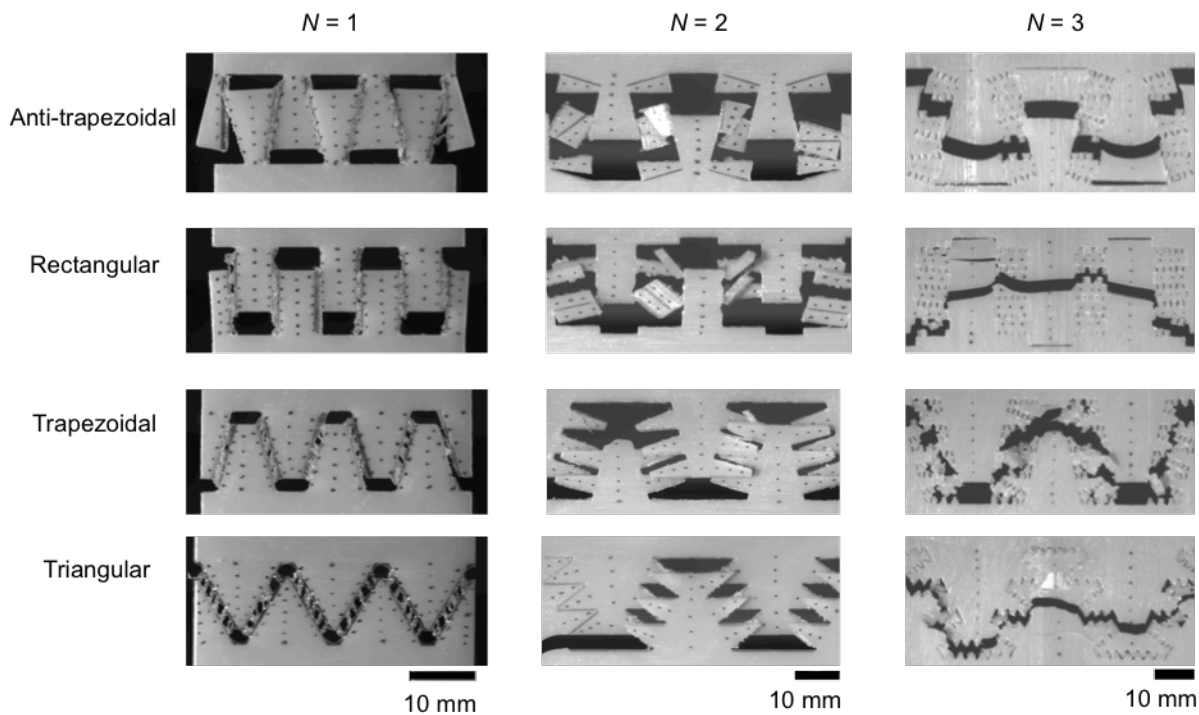 N = 1
N = 2
N = 3
Anti-trapezoidal
Rectangular
Trapezoidal
Triangular
10 mm
10 mm
10 mm